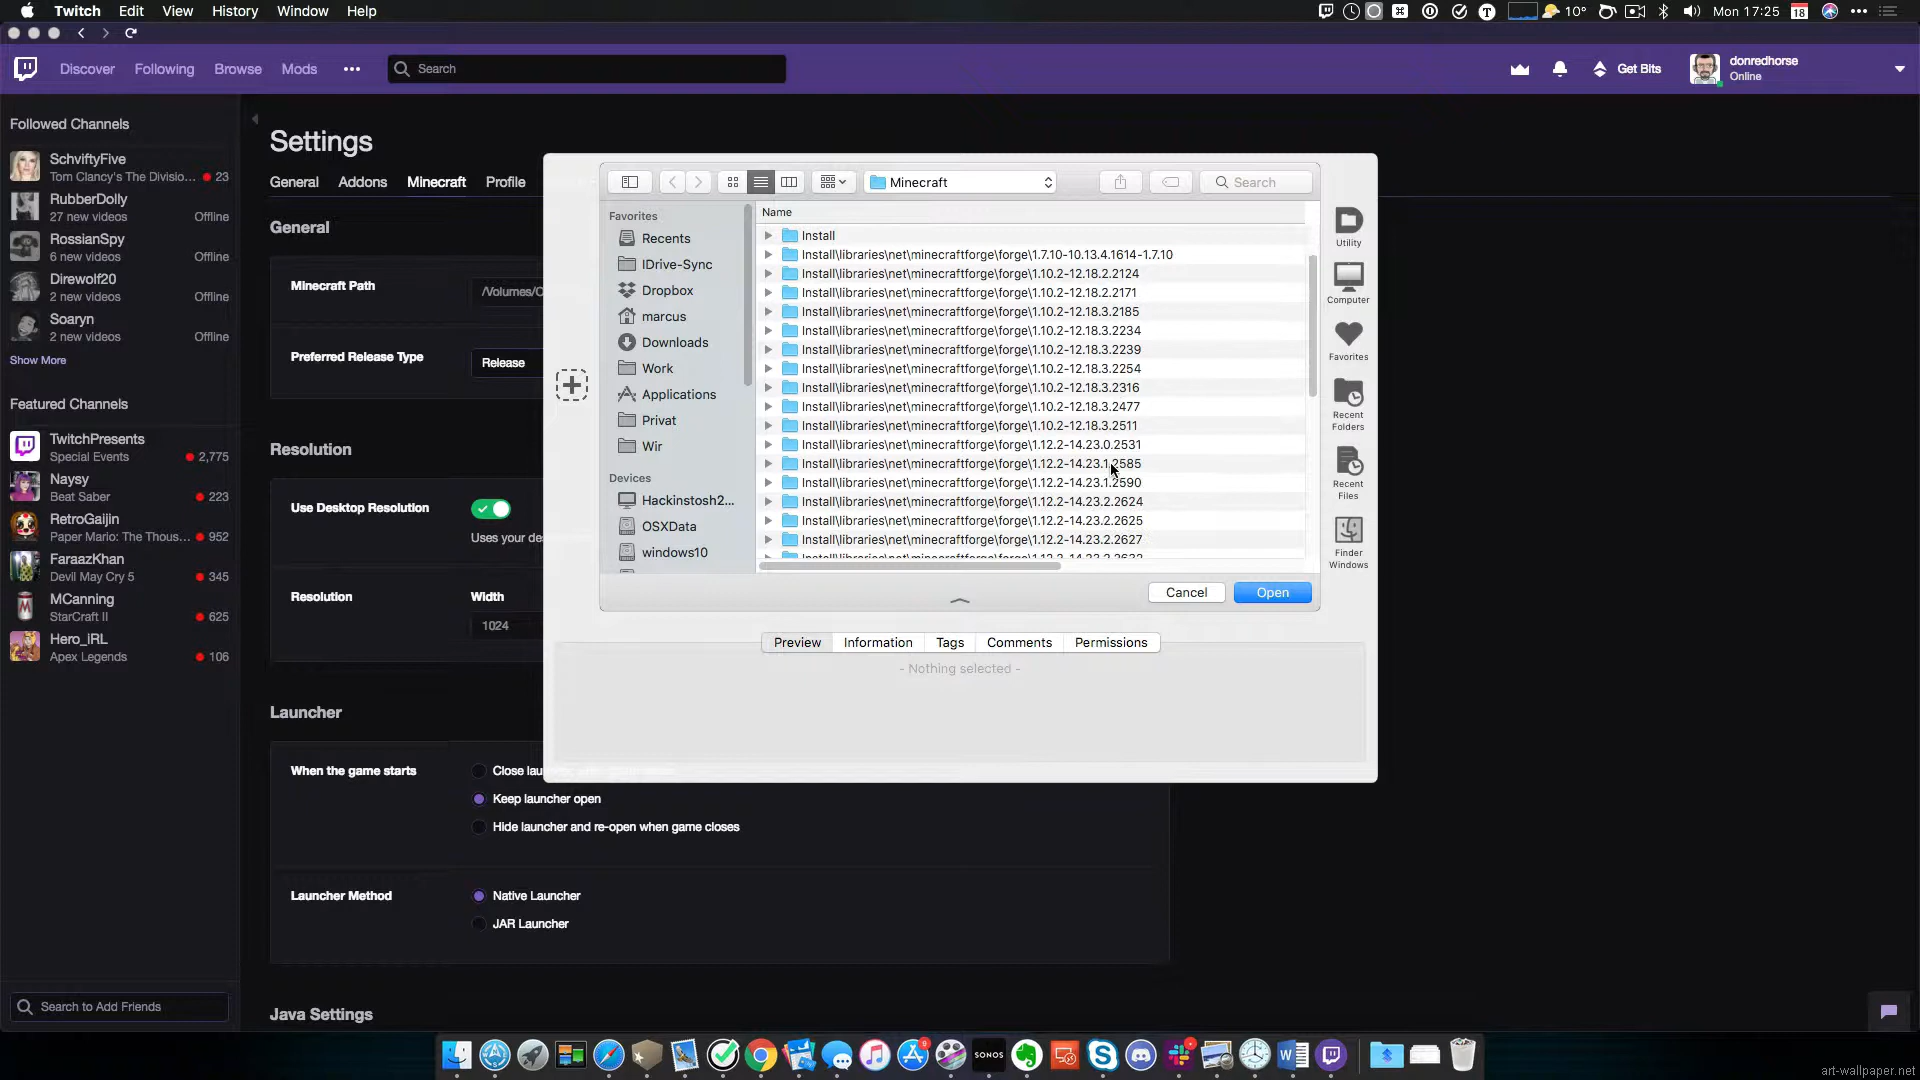 Twitch Edit View History Window Help 10° Mon 17:25 18
Discover Following Browse Mods ••• Search Get Bits donredhorse
Online
Followed Channels
SchviftyFive
Tom Clancy's The Divisio... 23
RubberDolly
27 new videos Offline
RossianSpy
6 new videos Offline
Direwolf20
2 new videos Offline
Soaryn
2 new videos Offline
Show More
Featured Channels
TwitchPresents
Special Events 2,775
Naysy
Beat Saber 223
RetroGaijin
Paper Mario: The Thous... 952
FaraazKhan
Devil May Cry 5 345
MCanning
StarCraft II 625
Hero_iRL
Apex Legends 106
Search to Add Friends
Settings
General Addons Minecraft Profile
General
Minecraft Path /Volumes/O
Preferred Release Type Release
Resolution
Use Desktop Resolution
Uses your de
Resolution Width
1024
Launcher
When the game starts Close lau
Keep launcher open
Hide launcher and re-open when game closes
Launcher Method Native Launcher
JAR Launcher
Java Settings
Minecraft Search
Favorites
Recents
IDrive-Sync
Dropbox
marcus
Downloads
Work
Applications
Privat
Wir
Devices
Hackintosh2...
OSXData
windows10
Name
Install
Install\libraries\net\minecraftforge\forge\1.7.10-10.13.4.1614-1.7.10
Install\libraries\net\minecraftforge\forge\1.10.2-12.18.2.2124
Install\libraries\net\minecraftforge\forge\1.10.2-12.18.2.2171
Install\libraries\net\minecraftforge\forge\1.10.2-12.18.3.2185
Install\libraries\net\minecraftforge\forge\1.10.2-12.18.3.2234
Install\libraries\net\minecraftforge\forge\1.10.2-12.18.3.2239
Install\libraries\net\minecraftforge\forge\1.10.2-12.18.3.2254
Install\libraries\net\minecraftforge\forge\1.10.2-12.18.3.2316
Install\libraries\net\minecraftforge\forge\1.10.2-12.18.3.2477
Install\libraries\net\minecraftforge\forge\1.10.2-12.18.3.2511
Install\libraries\net\minecraftforge\forge\1.12.2-14.23.0.2531
Install\libraries\net\minecraftforge\forge\1.12.2-14.23.1.2585
Install\libraries\net\minecraftforge\forge\1.12.2-14.23.1.2590
Install\libraries\net\minecraftforge\forge\1.12.2-14.23.2.2624
Install\libraries\net\minecraftforge\forge\1.12.2-14.23.2.2625
Install\libraries\net\minecraftforge\forge\1.12.2-14.23.2.2627
Cancel Open
Utility
Computer
Favorites
Recent
Folders
Recent
Files
Finder
Windows
Preview Information Tags Comments Permissions
- Nothing selected -
SONOS
art-wallpaper.net